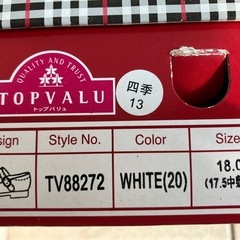 QUALITY AND TRUST
TOPVALU
トップバリュ
四季
13
sign Style No. Color Size
TV88272 WHITE(20) 18.0
(17.5中敷